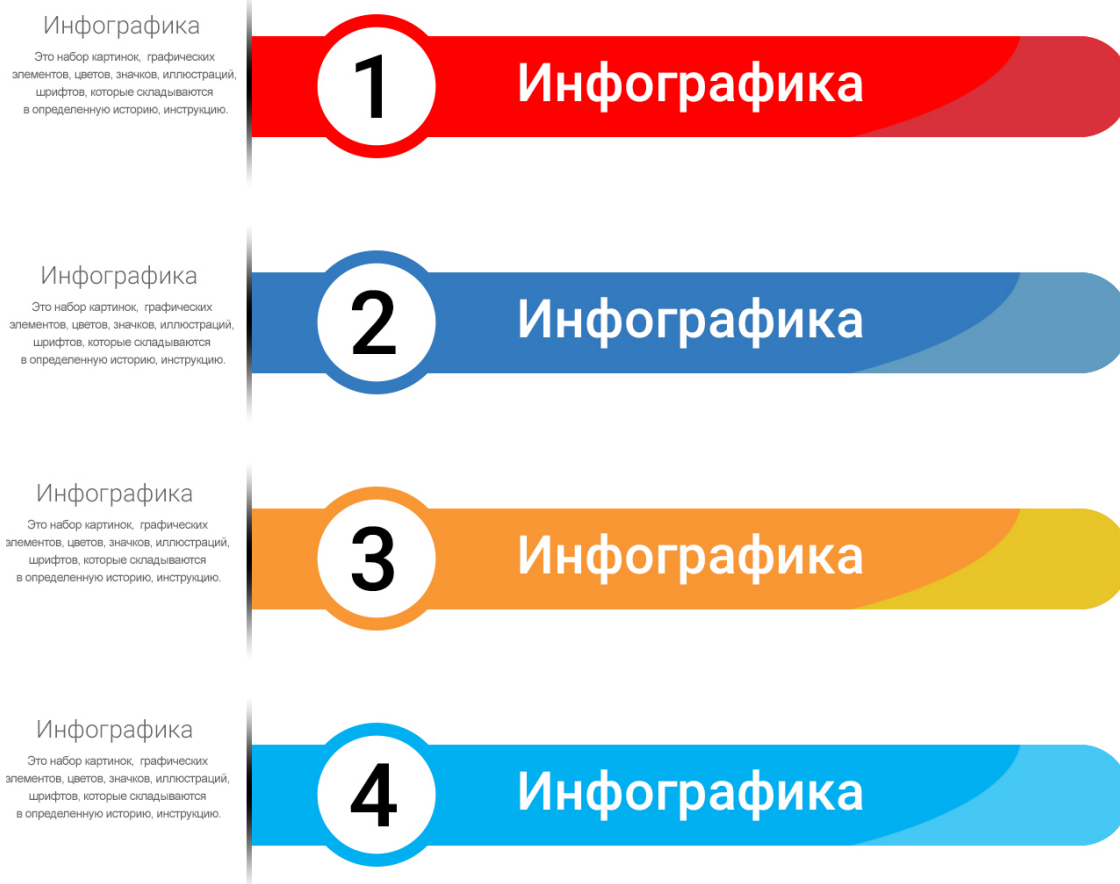 Инфографика
Это набор картинок, графических
элементов, цветов, значков, иллюстраций,
шрифтов, которые складываются
в определенную историю, инструкцию.
1
Инфографика
Инфографика
Это набор картинок, графических
элементов, цветов, значков, иллюстраций,
шрифтов, которые складываются
в определенную историю, инструкцию.
2
Инфографика
Инфографика
Это набор картинок, графических
элементов, цветов, значков, иллюстраций,
шрифтов, которые складываются
в определенную историю, инструкцию.
3
Инфографика
Инфографика
Это набор картинок, графических
элементов, цветов, значков, иллюстраций,
шрифтов, которые складываются
в определенную историю, инструкцию.
4
Инфографика